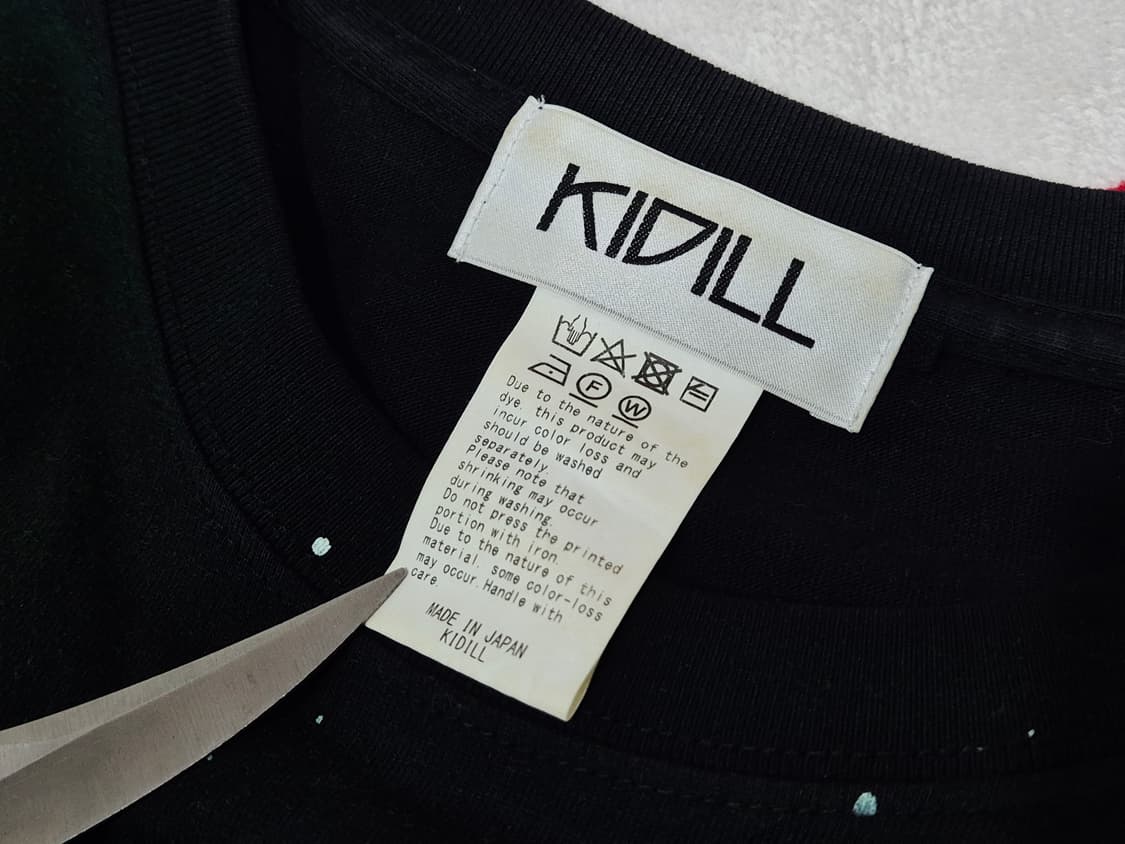 KIDILL
F W
Due to the nature of the
dye, this product may
incur color loss and
should be washed
separately.
Please note that
shrinking may occur
during washing.
Do not press the printed
portion with iron.
Due to the nature of this
material, some color-loss
may occur. Handle with
care.
MADE IN JAPAN
KIDILL